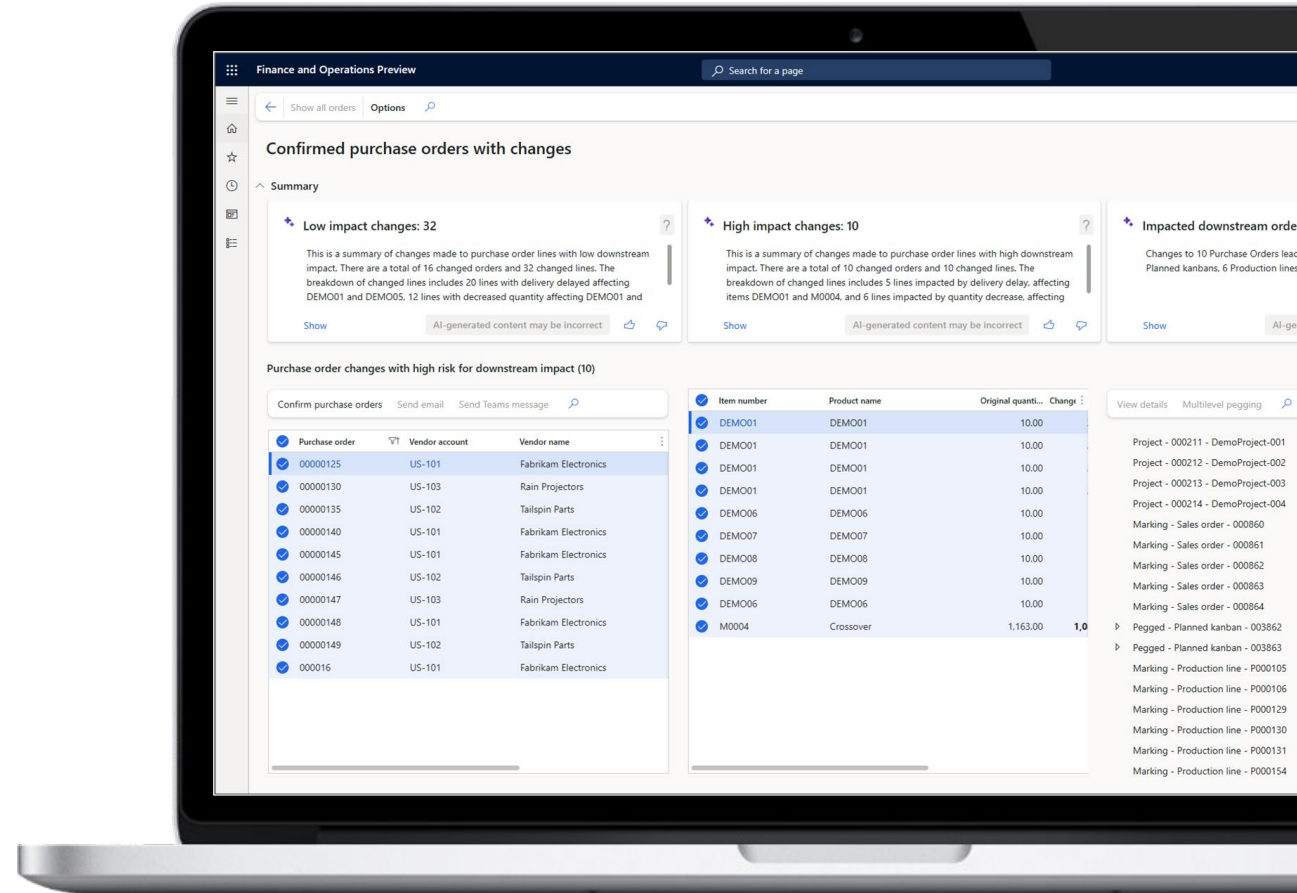 Finance and Operations Preview
Search for a page
Show all orders Options
Confirmed purchase orders with changes
Summary
Low impact changes: 32 ?
This is a summary of changes made to purchase order lines with low downstream
impact. There are a total of 16 changed orders and 32 changed lines. The
breakdown of changed lines includes 20 lines with delivery delayed affecting
DEMO01 and DEMO05, 12 lines with decreased quantity affecting DEMO01 and
Show AI-generated content may be incorrect
High impact changes: 10 ?
This is a summary of changes made to purchase order lines with high downstream
impact. There are a total of 10 changed orders and 10 changed lines. The
breakdown of changed lines includes 5 lines impacted by delivery delay, affecting
items DEMO01 and M0004, and 6 lines impacted by quantity decrease, affecting
Show AI-generated content may be incorrect
Impacted downstream orde
Changes to 10 Purchase Orders lead
Planned kanbans, 6 Production lines
Show AI-ge
Purchase order changes with high risk for downstream impact (10)
Confirm purchase orders Send email Send Teams message
Purchase order Vendor account Vendor name
00000125 US-101 Fabrikam Electronics
00000130 US-103 Rain Projectors
00000135 US-102 Tailspin Parts
00000140 US-101 Fabrikam Electronics
00000145 US-101 Fabrikam Electronics
00000146 US-102 Tailspin Parts
00000147 US-103 Rain Projectors
00000148 US-101 Fabrikam Electronics
00000149 US-102 Tailspin Parts
000016 US-101 Fabrikam Electronics
Item number Product name Original quanti... Change
DEMO01 DEMO01 10.00
DEMO01 DEMO01 10.00
DEMO01 DEMO01 10.00
DEMO01 DEMO01 10.00
DEMO06 DEMO06 10.00
DEMO07 DEMO07 10.00
DEMO08 DEMO08 10.00
DEMO09 DEMO09 10.00
DEMO06 DEMO06 10.00
M0004 Crossover 1,163.00 1,0
View details Multilevel pegging
Project - 000211 - DemoProject-001
Project - 000212 - DemoProject-002
Project - 000213 - DemoProject-003
Project - 000214 - DemoProject-004
Marking - Sales order - 000860
Marking - Sales order - 000861
Marking - Sales order - 000862
Marking - Sales order - 000863
Marking - Sales order - 000864
Pegged - Planned kanban - 003862
Pegged - Planned kanban - 003863
Marking - Production line - P000105
Marking - Production line - P000106
Marking - Production line - P000129
Marking - Production line - P000130
Marking - Production line - P000131
Marking - Production line - P000154